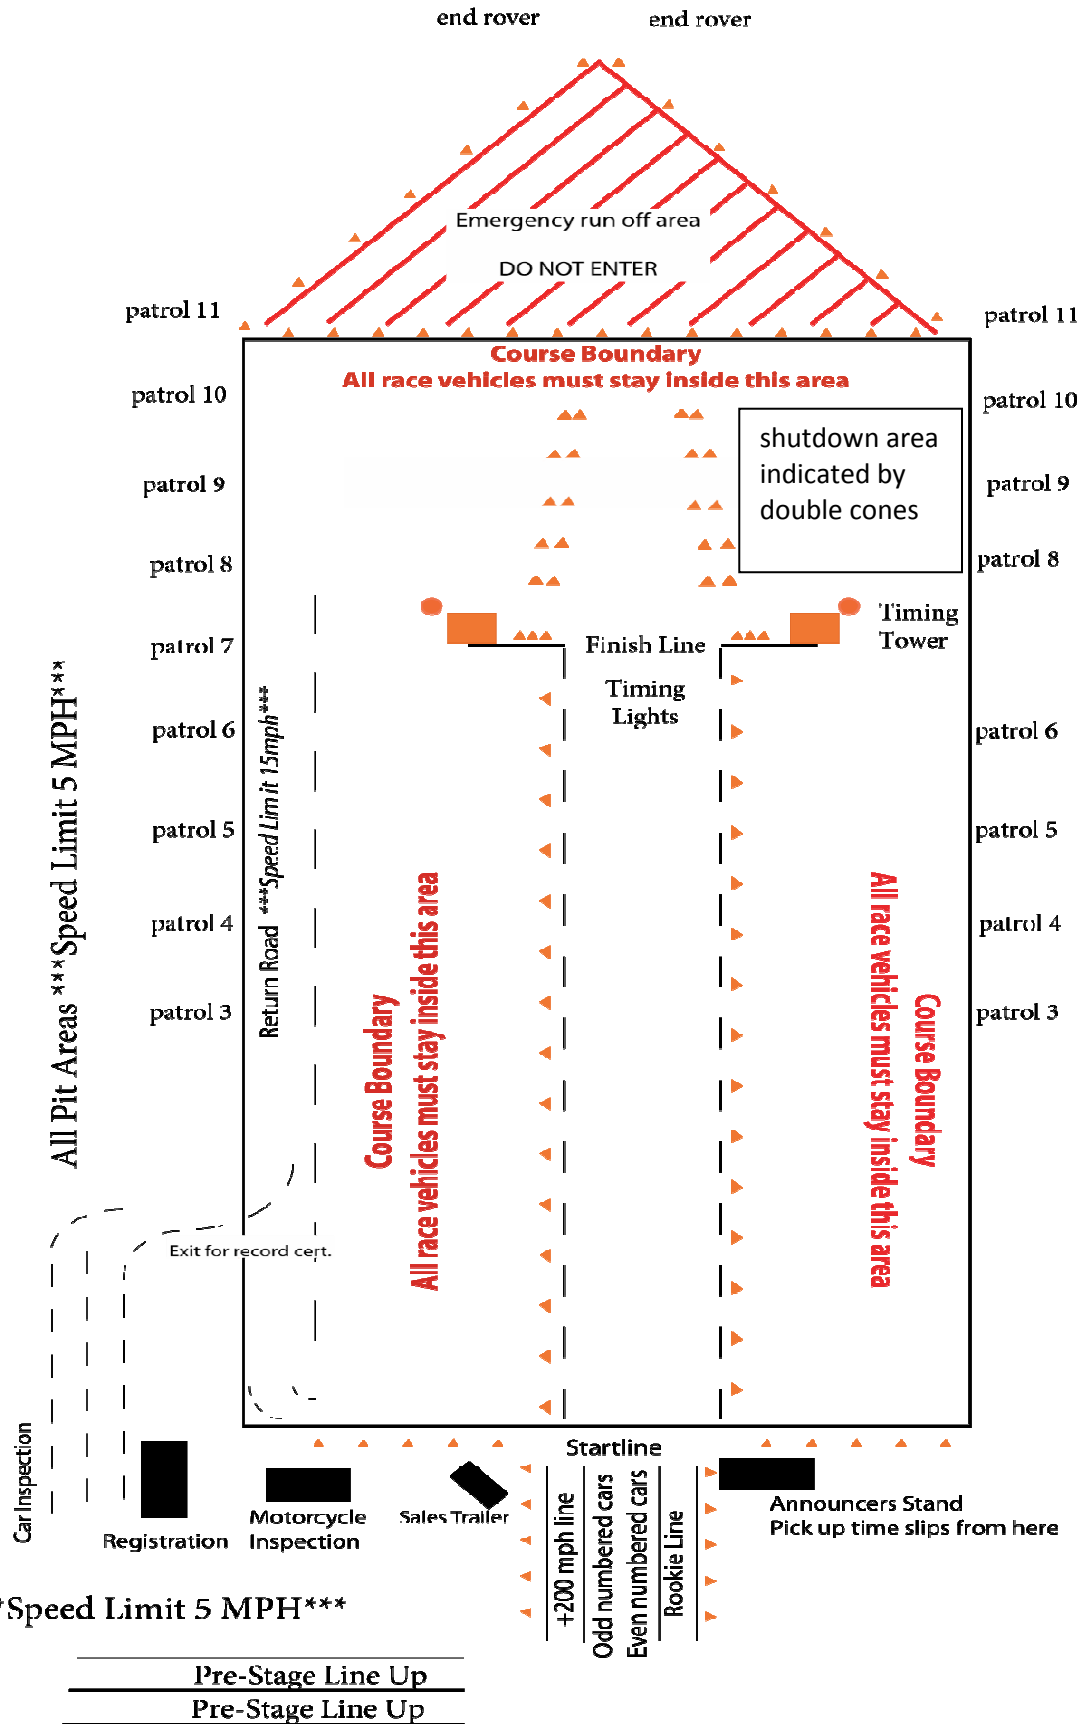 end rover
end rover
Emergency run off area
DO NOT ENTER
patrol 11
patrol 11
Course Boundary
All race vehicles must stay inside this area
patrol 10
patrol 10
shutdown area
indicated by
double cones
patrol 9
patrol 9
patrol 8
patrol 8
Timing
Tower
patrol 7
Finish Line
Timing
Lights
patrol 6
patrol 6
patrol 5
patrol 5
patrol 4
patrol 4
patrol 3
patrol 3
All Pit Areas ***Speed Limit 5 MPH***
Return Road ***Speed Limit 15mph***
Course Boundary
All race vehicles must stay inside this area
Course Boundary
All race vehicles must stay inside this area
Exit for record cert.
Car Inspection
Registration
Motorcycle
Inspection
Sales Trailer
Startline
+200 mph line
Odd numbered cars
Even numbered cars
Rookie Line
Announcers Stand
Pick up time slips from here
*Speed Limit 5 MPH***
Pre-Stage Line Up
Pre-Stage Line Up